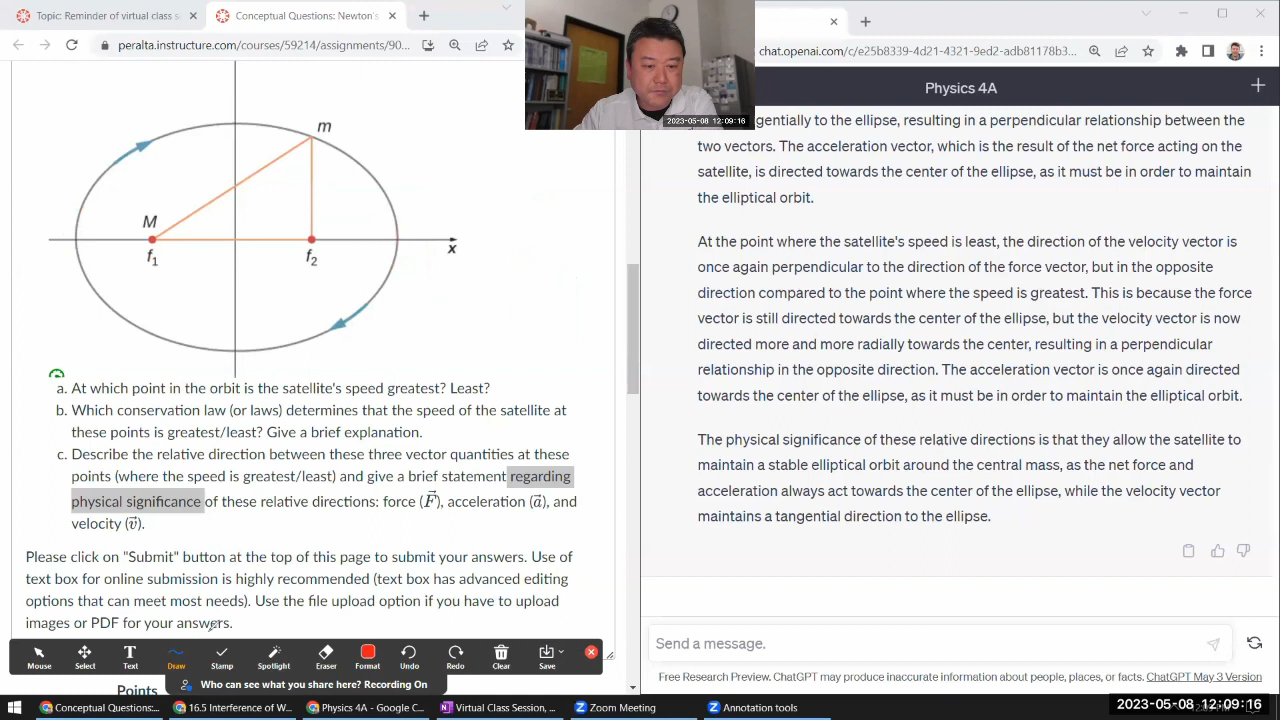 Topic: Reminder of virtual class s
Conceptual Questions: Newton's
peralta.instructure.com/courses/59214/assignments/90...
2023-05-08 12:09:16
chat.openai.com/c/e25b8339-4d21-4321-9ed2-adb81178b3...
Physics 4A
m
M
f1
f2
x
a. At which point in the orbit is the satellite's speed greatest? Least?
b. Which conservation law (or laws) determines that the speed of the satellite at
these points is greatest/least? Give a brief explanation.
c. Describe the relative direction between these three vector quantities at these
points (where the speed is greatest/least) and give a brief statement regarding
physical significance of these relative directions: force (F⃗), acceleration (a⃗), and
velocity (v⃗).
Please click on "Submit" button at the top of this page to submit your answers. Use of
text box for online submission is highly recommended (text box has advanced editing
options that can meet most needs). Use the file upload option if you have to upload
images or PDF for your answers.
Mouse Select Text Draw Stamp Spotlight Eraser Format Undo Redo Clear Save
Who can see what you share here? Recording On
Points
gentially to the ellipse, resulting in a perpendicular relationship between the
two vectors. The acceleration vector, which is the result of the net force acting on the
satellite, is directed towards the center of the ellipse, as it must be in order to maintain
the elliptical orbit.
At the point where the satellite's speed is least, the direction of the velocity vector is
once again perpendicular to the direction of the force vector, but in the opposite
direction compared to the point where the speed is greatest. This is because the force
vector is still directed towards the center of the ellipse, but the velocity vector is now
directed more and more radially towards the center, resulting in a perpendicular
relationship in the opposite direction. The acceleration vector is once again directed
towards the center of the ellipse, as it must be in order to maintain the elliptical orbit.
The physical significance of these relative directions is that they allow the satellite to
maintain a stable elliptical orbit around the central mass, as the net force and
acceleration always act towards the center of the ellipse, while the velocity vector
maintains a tangential direction to the ellipse.
Send a message.
Free Research Preview. ChatGPT may produce inaccurate information about people, places, or facts. ChatGPT May 3 Version
Conceptual Questions:... 16.5 Interference of W... Physics 4A - Google C... Virtual Class Session, ... Zoom Meeting Annotation tools
2023-05-08 12:09:16